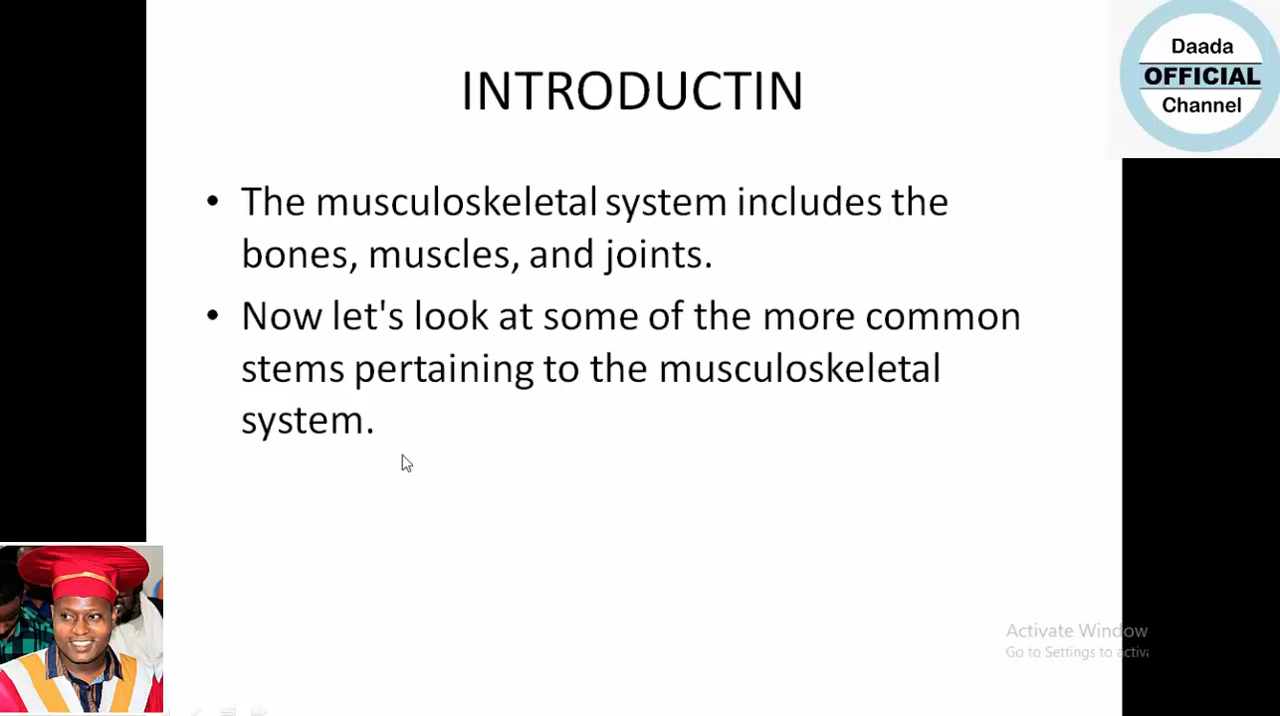 INTRODUCTIN
Daada
OFFICIAL
Channel
• The musculoskeletal system includes the
bones, muscles, and joints.
• Now let's look at some of the more common
stems pertaining to the musculoskeletal
system.
Activate Window
Go to Settings to activa